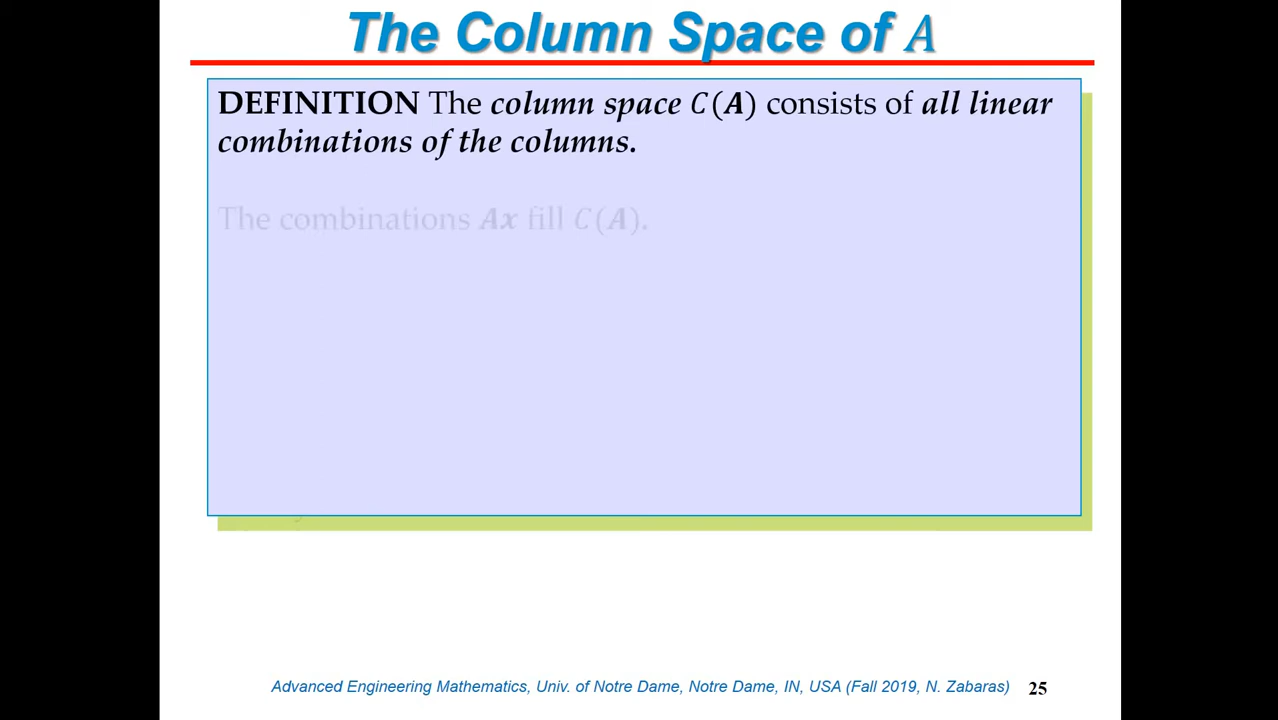 The Column Space of A
DEFINITION The column space C(A) consists of all linear
combinations of the columns.
The combinations Ax fill C(A).
Advanced Engineering Mathematics, Univ. of Notre Dame, Notre Dame, IN, USA (Fall 2019, N. Zabaras) 25